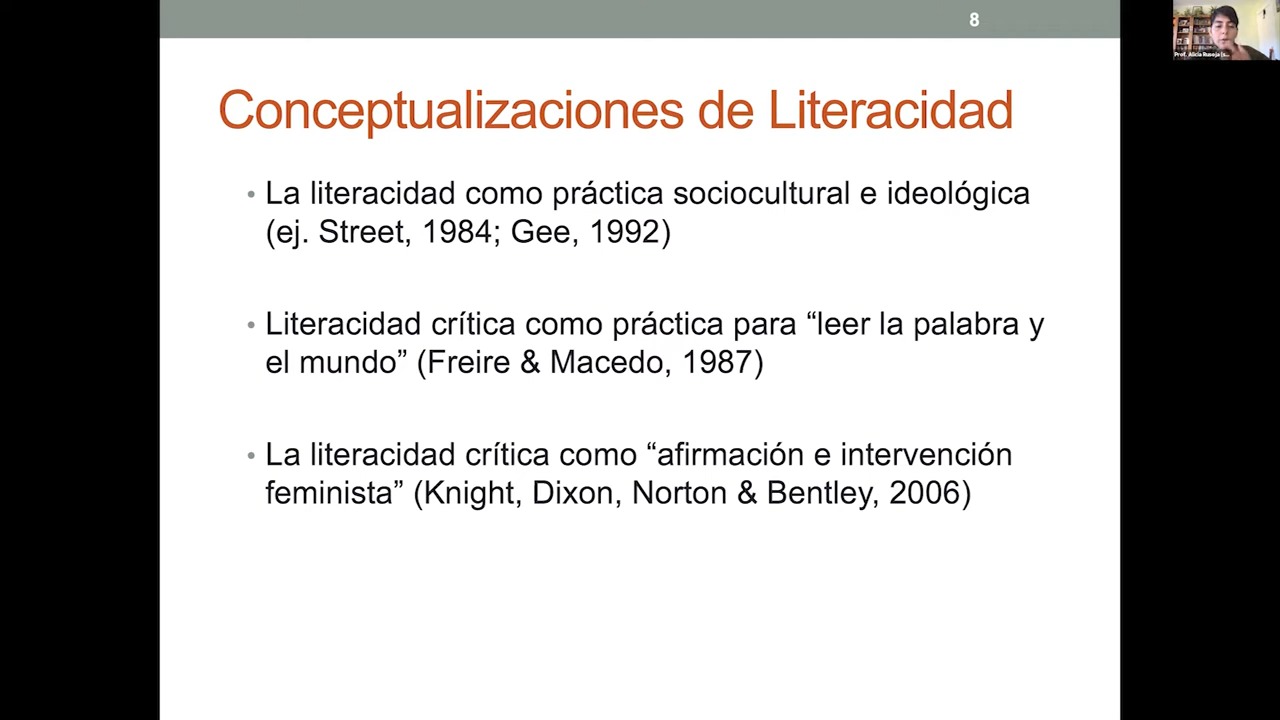 8
Conceptualizaciones de Literacidad
• La literacidad como práctica sociocultural e ideológica
(ej. Street, 1984; Gee, 1992)
• Literacidad crítica como práctica para “leer la palabra y
el mundo” (Freire & Macedo, 1987)
• La literacidad crítica como “afirmación e intervención
feminista” (Knight, Dixon, Norton & Bentley, 2006)
Prof. Alicia